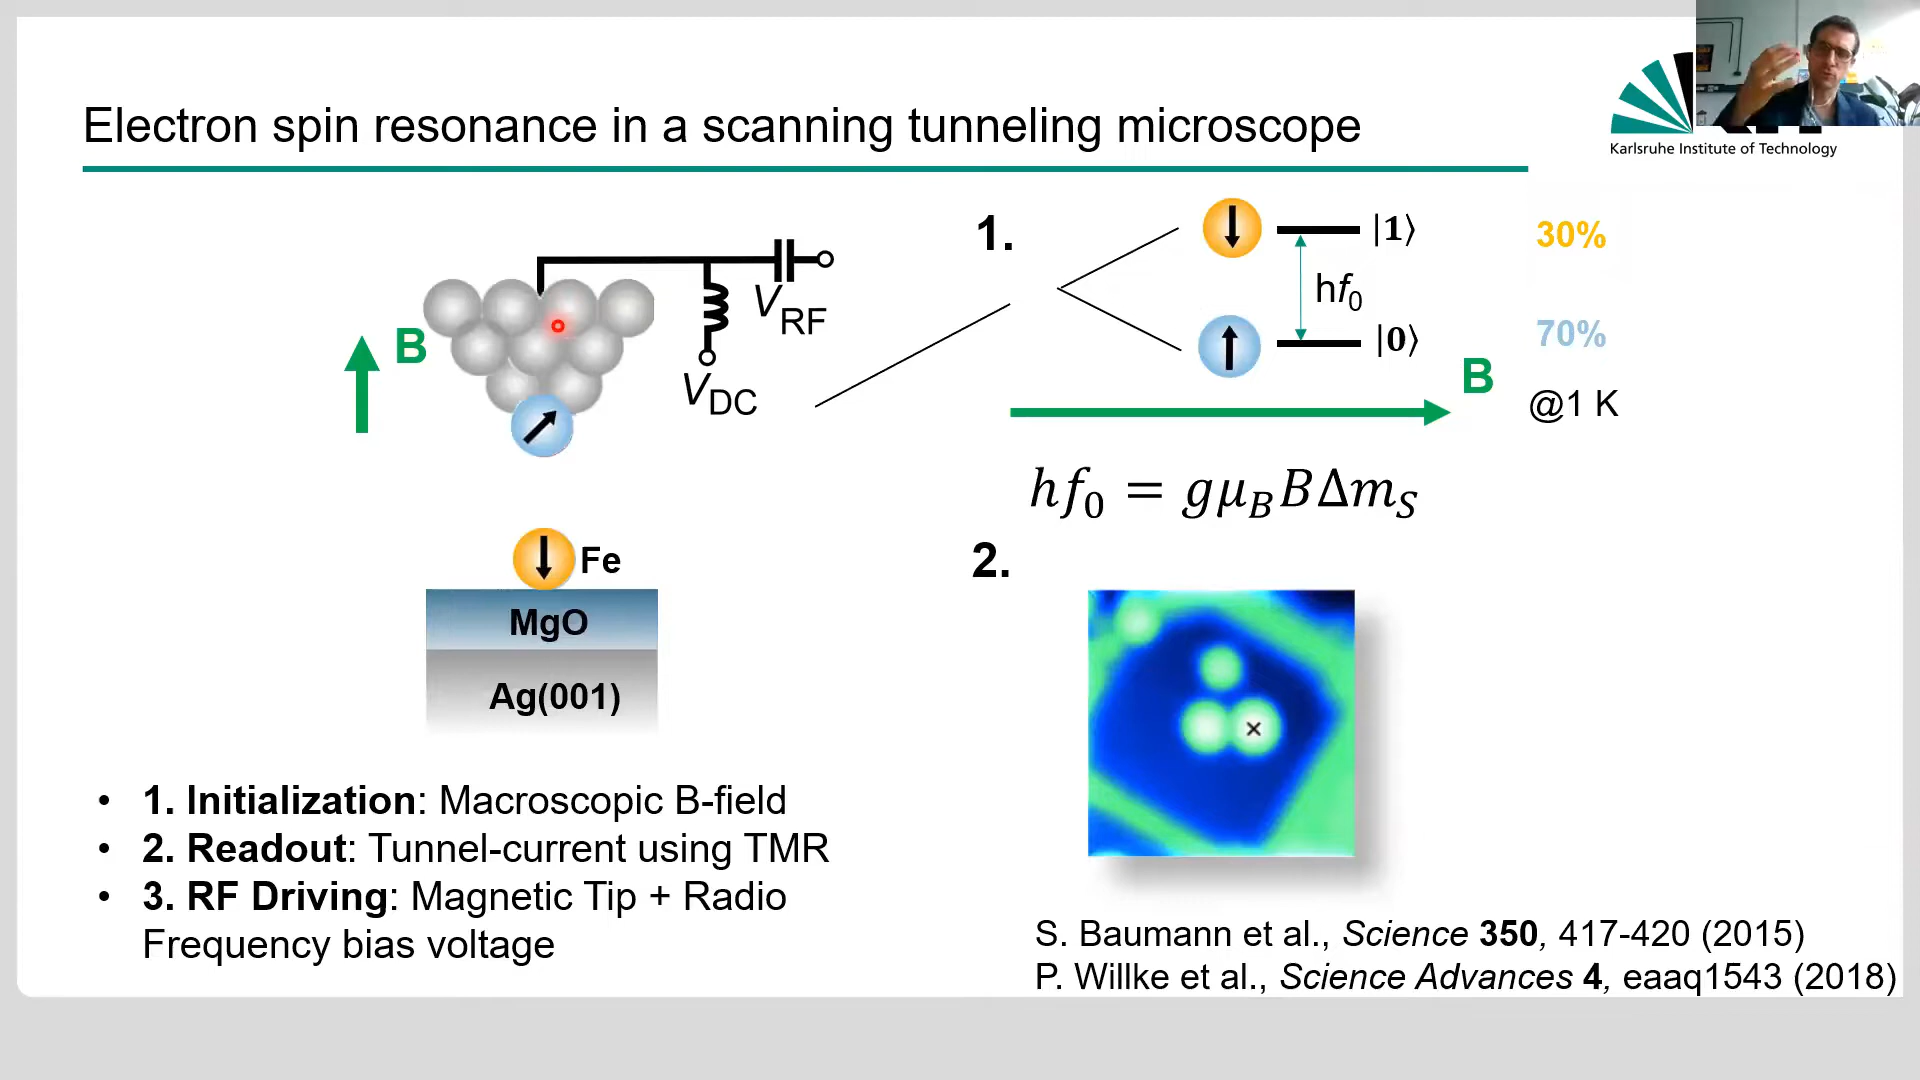 Electron spin resonance in a scanning tunneling microscope
Karlsruhe Institute of Technology
B
V_RF
V_DC
Fe
MgO
Ag(001)
1.
|1⟩
30%
hf_0
|0⟩
70%
B
@1 K
hf_0 = gμ_B BΔm_S
2.
×
• 1. Initialization: Macroscopic B-field
• 2. Readout: Tunnel-current using TMR
• 3. RF Driving: Magnetic Tip + Radio
Frequency bias voltage
S. Baumann et al., Science 350, 417-420 (2015)
P. Willke et al., Science Advances 4, eaaq1543 (2018)